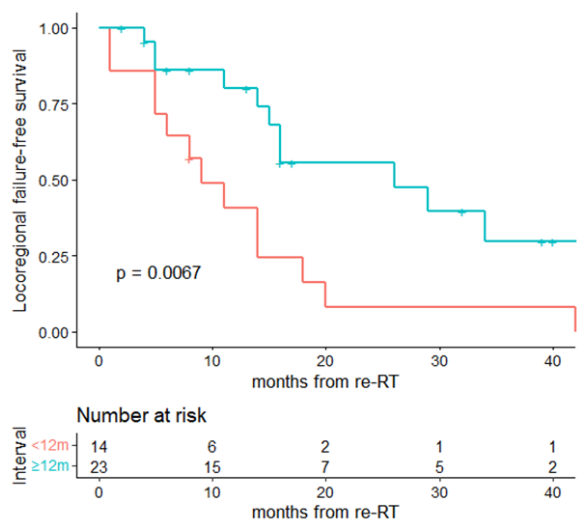 Locoregional failure-free survival
1.00
0.75
0.50
0.25
0.00
p = 0.0067
0 10 20 30 40
months from re-RT
Number at risk
Interval
<12m 14 6 2 1 1
≥12m 23 15 7 5 2
0 10 20 30 40
months from re-RT